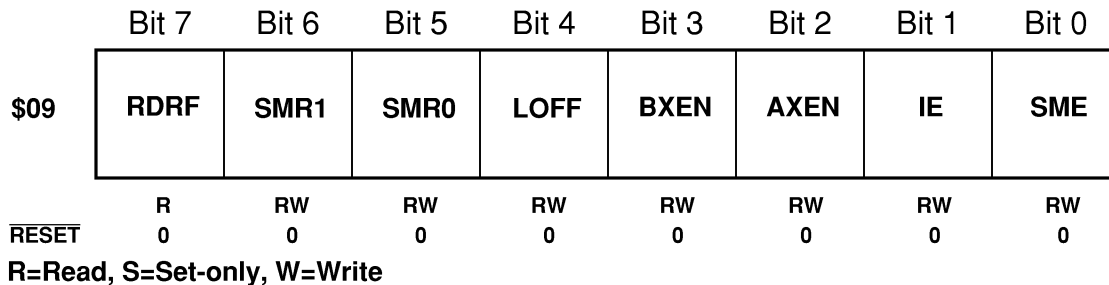 Bit 7 Bit 6 Bit 5 Bit 4 Bit 3 Bit 2 Bit 1 Bit 0
$09 RDRF SMR1 SMR0 LOFF BXEN AXEN IE SME
R RW RW RW RW RW RW RW
RESET 0 0 0 0 0 0 0 0
R=Read, S=Set-only, W=Write